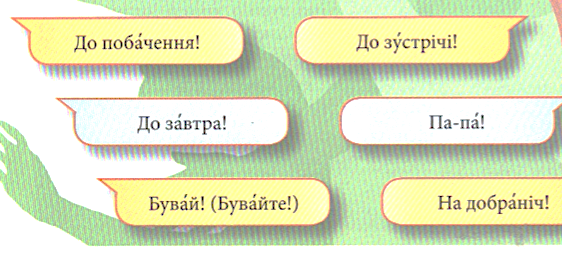 До поба́чення!
До зу́стрічі!
До за́втра!
Па-па́!
Бува́й! (Бува́йте!)
На добра́ніч!